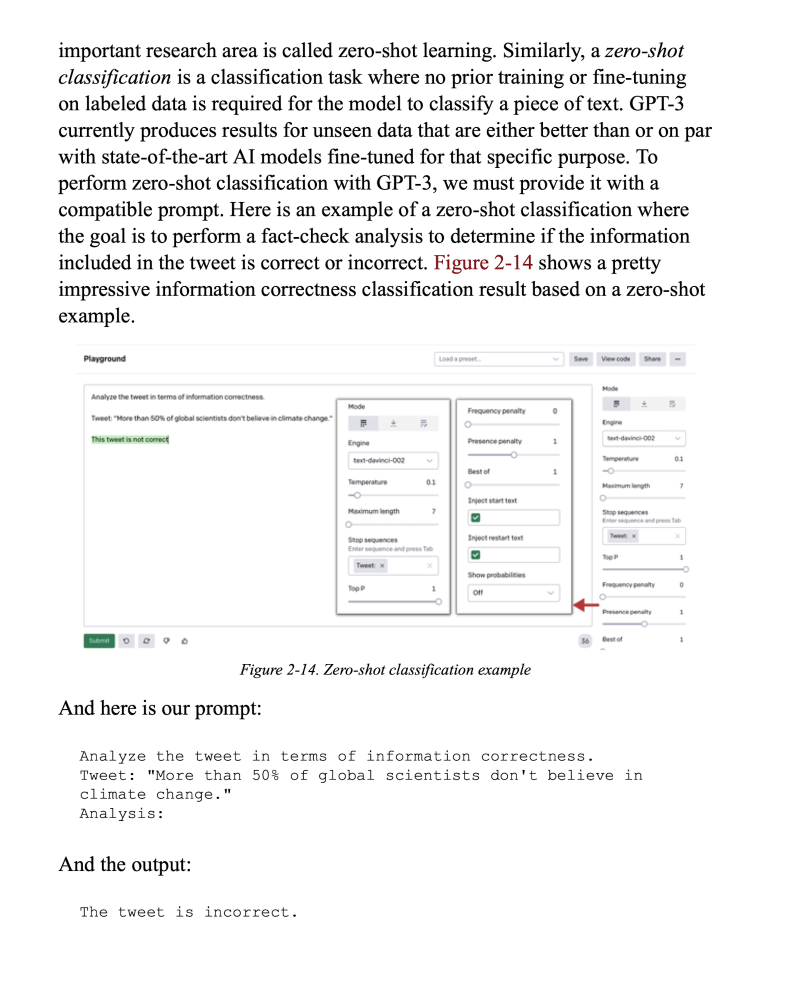 important research area is called zero-shot learning. Similarly, a zero-shot
classification is a classification task where no prior training or fine-tuning
on labeled data is required for the model to classify a piece of text. GPT-3
currently produces results for unseen data that are either better than or on par
with state-of-the-art AI models fine-tuned for that specific purpose. To
perform zero-shot classification with GPT-3, we must provide it with a
compatible prompt. Here is an example of a zero-shot classification where
the goal is to perform a fact-check analysis to determine if the information
included in the tweet is correct or incorrect. Figure 2-14 shows a pretty
impressive information correctness classification result based on a zero-shot
example.
Playground
Load a preset...
Save
View code
Share
Analyze the tweet in terms of information correctness.
Tweet: "More than 50% of global scientists don't believe in climate change."
This tweet is not correct
Mode
Engine
text-davinci-002
Temperature 0.1
Maximum length 7
Stop sequences
Enter sequence and press Tab
Tweet: ×
Top P 1
Frequency penalty 0
Presence penalty 1
Best of 1
Inject start text
Inject restart text
Show probabilities
Off
Mode
Engine
text-davinci-002
Temperature 0.1
Maximum length 7
Stop sequences
Enter sequence and press Tab
Tweet: ×
Top P 1
Frequency penalty 0
Presence penalty 1
Best of 1
Submit
36
Figure 2-14. Zero-shot classification example
And here is our prompt:
Analyze the tweet in terms of information correctness.
Tweet: "More than 50% of global scientists don't believe in
climate change."
Analysis:
And the output:
The tweet is incorrect.